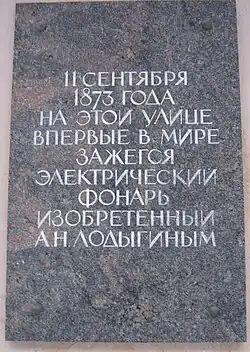 11 СЕНТЯБРЯ
1873 ГОДА
НА ЭТОЙ УЛИЦЕ
ВПЕРВЫЕ В МИРЕ
ЗАЖЕГСЯ
ЭЛЕКТРИЧЕСКИЙ
ФОНАРЬ
ИЗОБРЕТЕННЫЙ
А.Н. ЛОДЫГИНЫМ